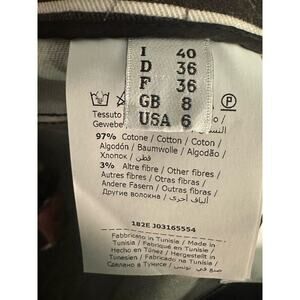 I 40
D 36
F 36
GB 8
USA 6
Tessuto
Gewebe
97% Cotone / Cotton / Coton
Algodón / Baumwolle / Algodão /
Хлопок / قطن
3% Altre fibre / Other fibres /
Autres fibres / Otras fibras /
Andere Fasern / Outras fibras /
Другие волокна / ألياف أخرى
182E J03165554
Fabbricato in Tunisia / Made in
Tunisia / Fabriqué en Tunisie /
Hecho en Túnez / Hergestellt in
Tunesien / Fabricado na Tunísia /
Сделано в Тунисе / صنع في تونس